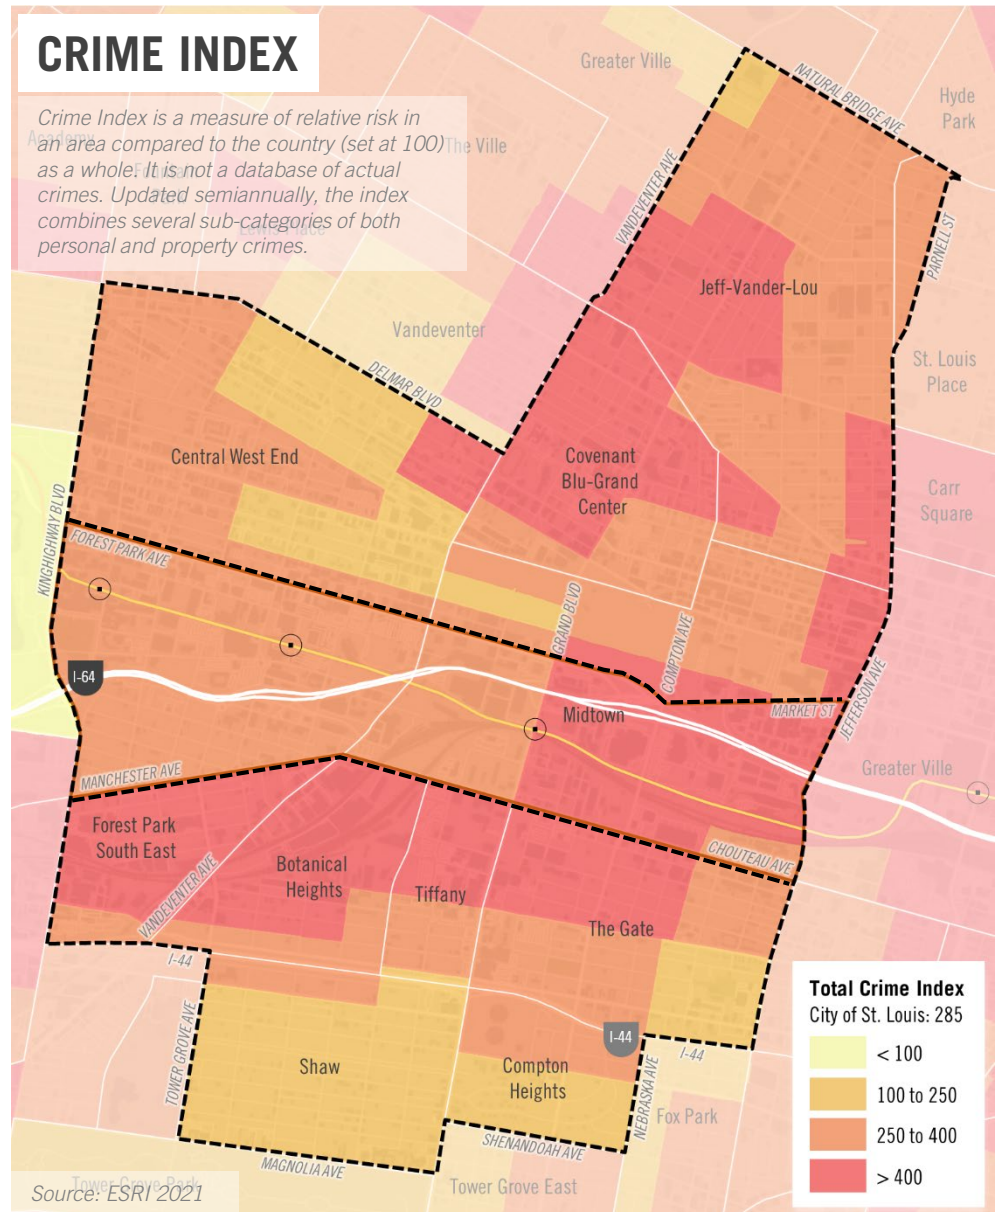 CRIME INDEX
Crime Index is a measure of relative risk in
an area compared to the country (set at 100)
as a whole. It is not a database of actual
crimes. Updated semiannually, the index
combines several sub-categories of both
personal and property crimes.
Academy
The Ville
Lewis Place
Greater Ville
NATURAL BRIDGE AVE
Hyde
Park
VANDEVENTER AVE
PARNELL ST
Jeff-Vander-Lou
Vandeventer
DELMAR BLVD
St. Louis
Place
Central West End
Covenant
Blu-Grand
Center
Carr
Square
KINGHIGHWAY BLVD
FOREST PARK AVE
GRAND BLVD
COMPTON AVE
I-64
Midtown
MARKET ST
JEFFERSON AVE
MANCHESTER AVE
Greater Ville
Forest Park
South East
CHOUTEAU AVE
VANDEVENTER AVE
Botanical
Heights
Tiffany
The Gate
I-44
TOWER GROVE AVE
Shaw
Compton
Heights
I-44
I-44
NEBRASKA AVE
Fox Park
SHENANDOAH AVE
MAGNOLIA AVE
Tower Grove Park
Tower Grove East
Source: ESRI 2021
Total Crime Index
City of St. Louis: 285
< 100
100 to 250
250 to 400
> 400